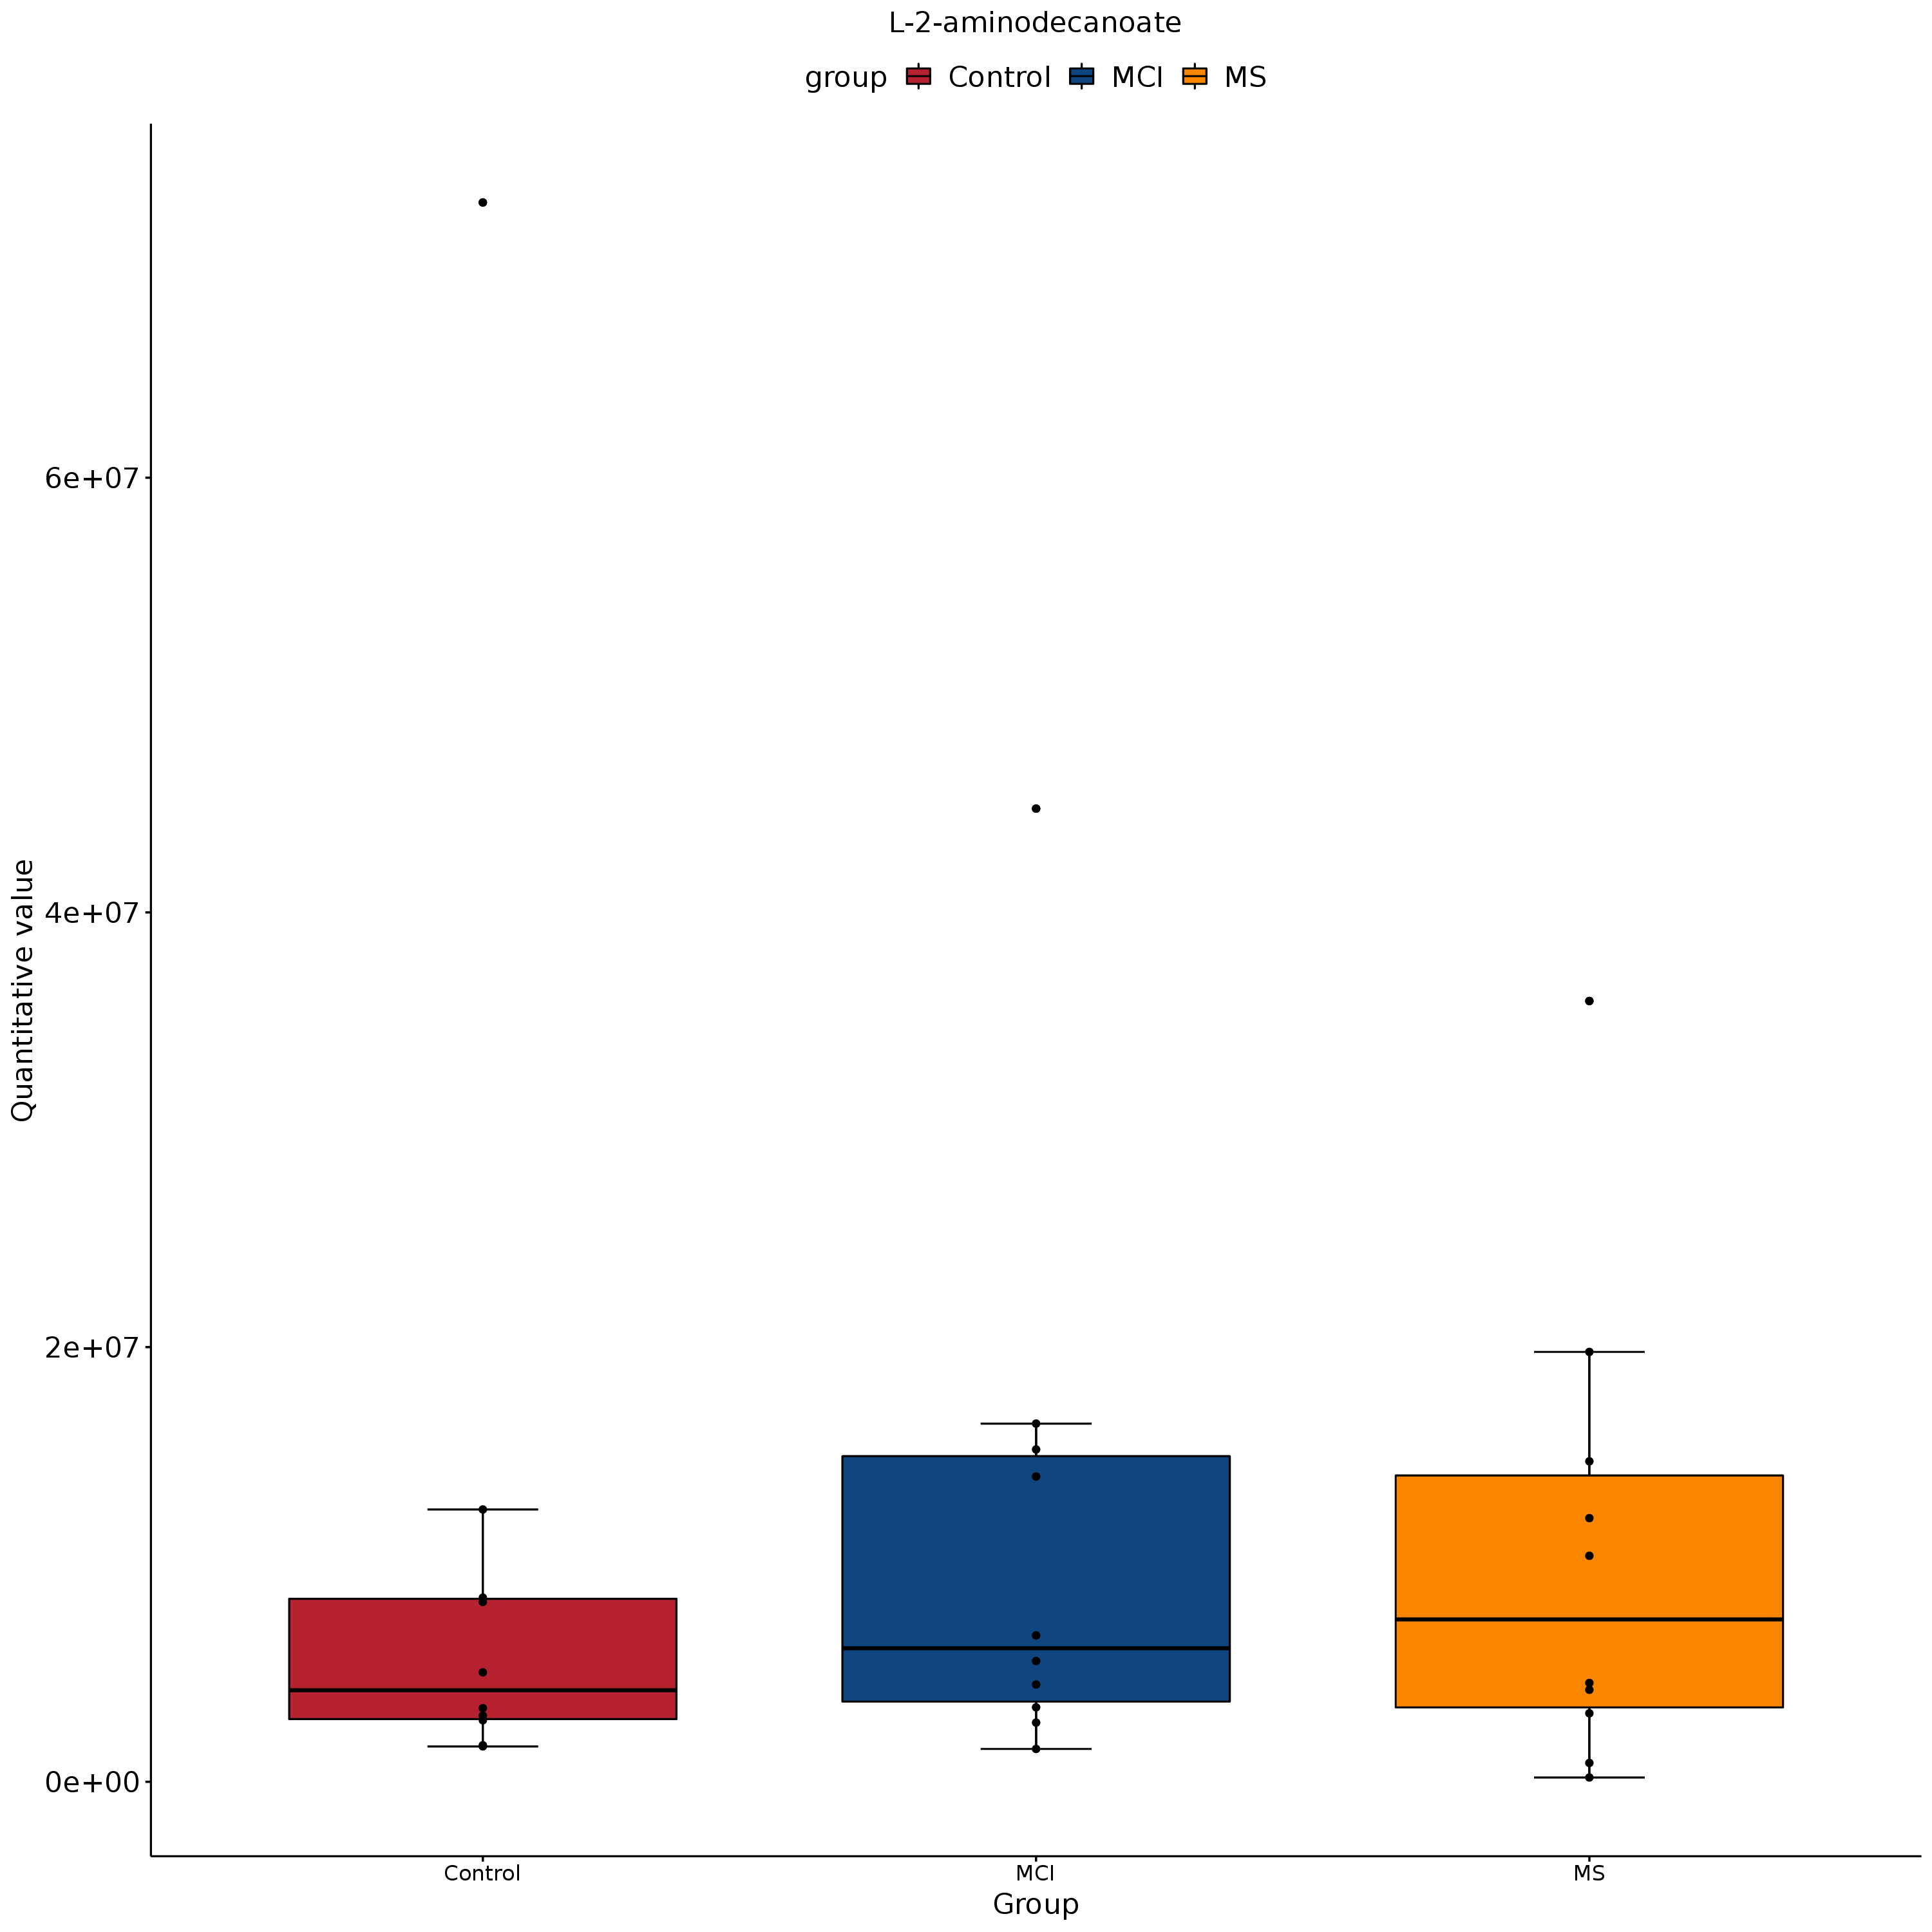 L-2-aminodecanoate
group Control MCI MS
Quantitative value
6e+07
4e+07
2e+07
0e+00
Control MCI MS
Group